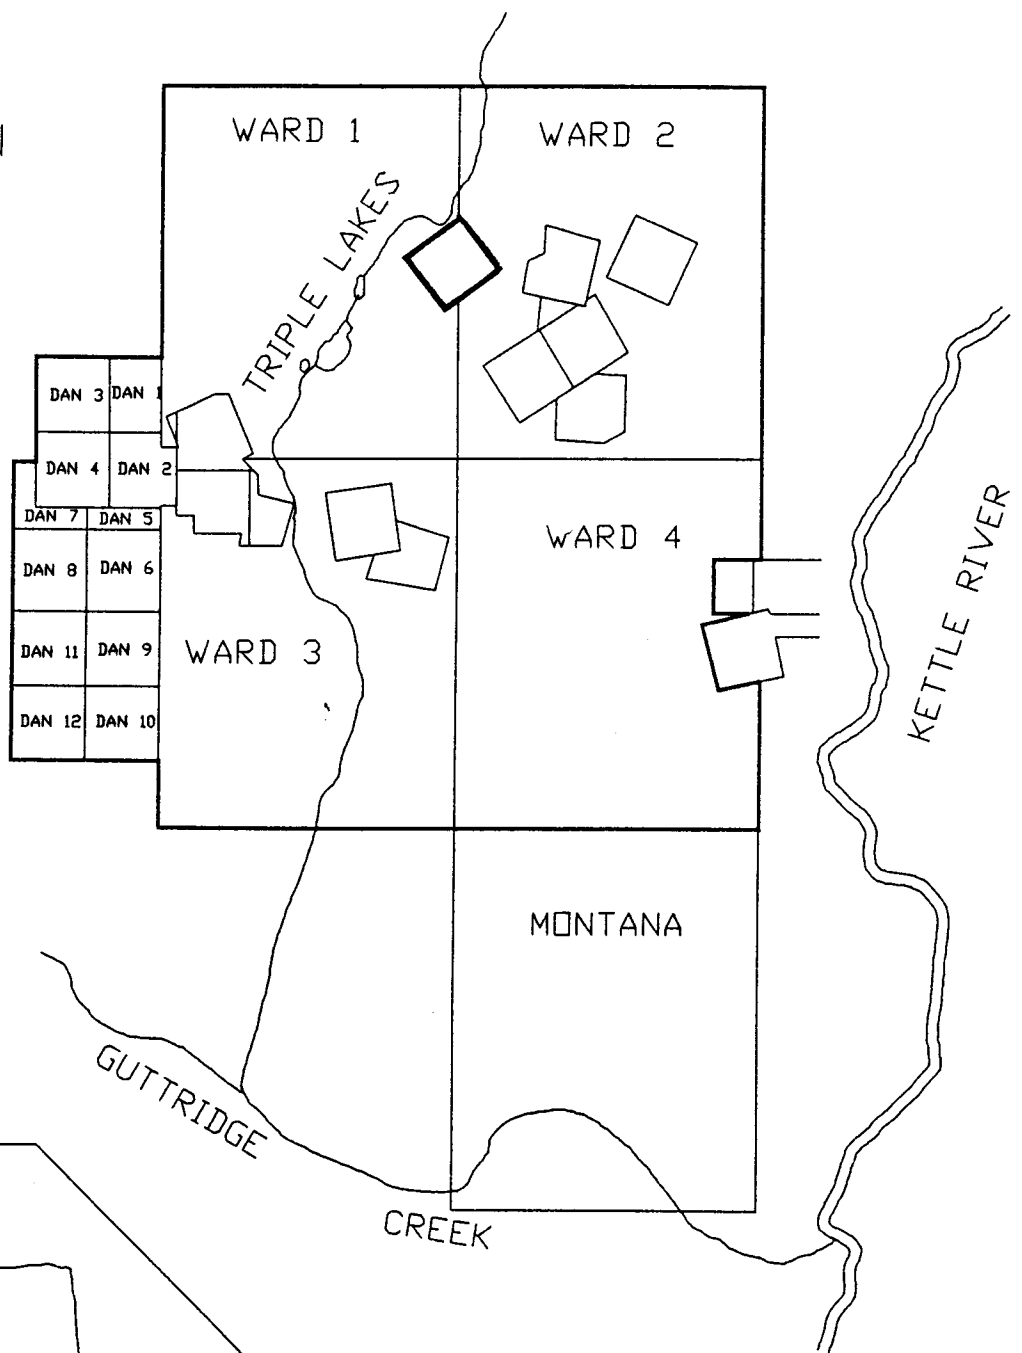 WARD 1
WARD 2
TRIPLE LAKES
DAN 3
DAN 1
DAN 4
DAN 2
DAN 7
DAN 5
WARD 4
DAN 8
DAN 6
KETTLE RIVER
DAN 11
DAN 9
WARD 3
DAN 12
DAN 10
MONTANA
GUTTRIDGE
CREEK